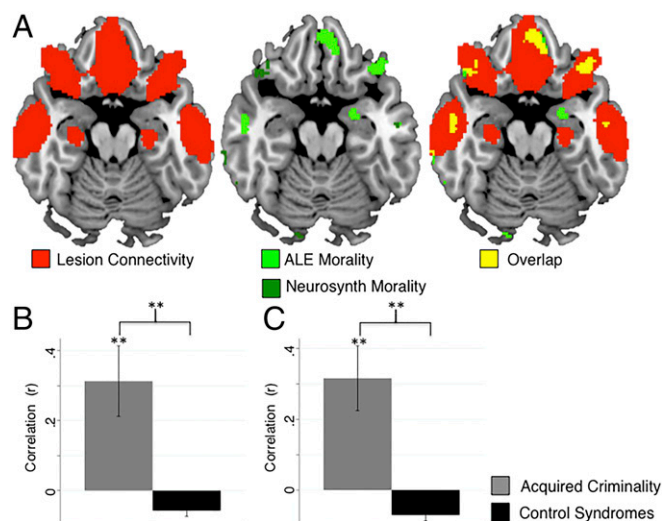 A
Lesion Connectivity
ALE Morality
Overlap
Neurosynth Morality
B
**
**
Correlation (r)
.4
.2
0
C
**
**
Correlation (r)
.4
.2
0
Acquired Criminality
Control Syndromes